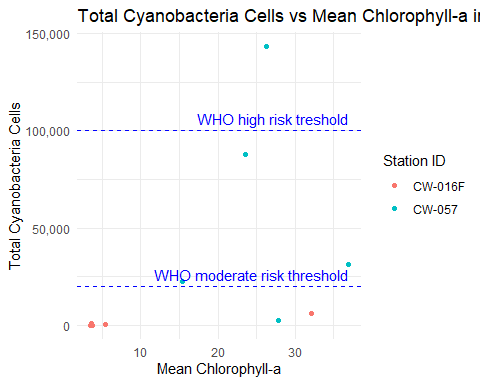 Total Cyanobacteria Cells vs Mean Chlorophyll-a in
150,000
100,000
50,000
0
Total Cyanobacteria Cells
WHO high risk treshold
WHO moderate risk threshold
10
20
30
Mean Chlorophyll-a
Station ID
CW-016F
CW-057